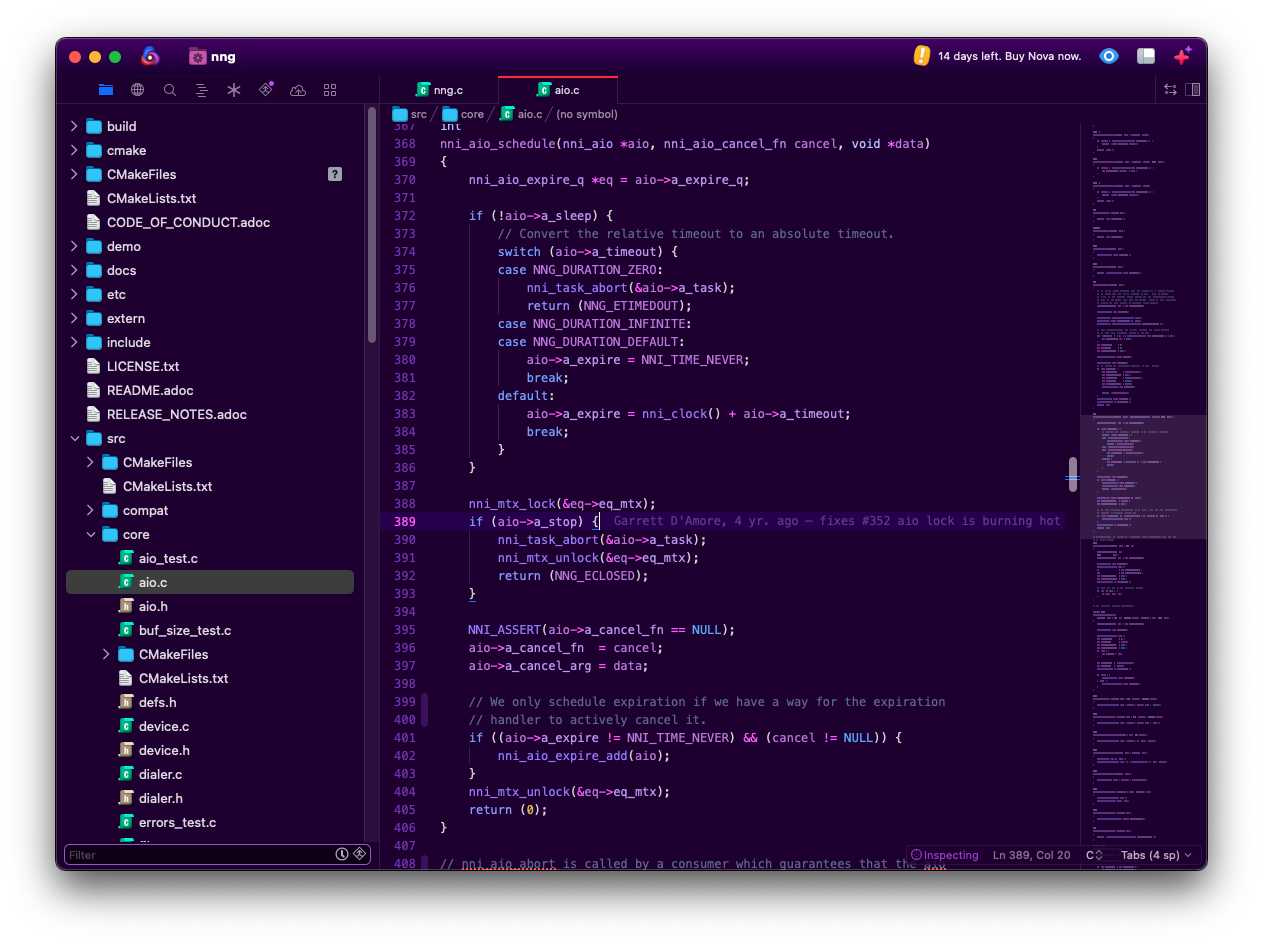 nng
14 days left. Buy Nova now.
nng.c
aio.c
src
core
aio.c
(no symbol)
build
cmake
CMakeFiles
?
CMakeLists.txt
CODE_OF_CONDUCT.adoc
demo
docs
etc
extern
include
LICENSE.txt
README.adoc
RELEASE_NOTES.adoc
src
CMakeFiles
CMakeLists.txt
compat
core
aio_test.c
aio.c
aio.h
buf_size_test.c
CMakeFiles
CMakeLists.txt
defs.h
device.c
device.h
dialer.c
dialer.h
errors_test.c
Filter
367 int
368 nni_aio_schedule(nni_aio *aio, nni_aio_cancel_fn cancel, void *data)
369 {
370 nni_aio_expire_q *eq = aio->a_expire_q;
371
372 if (!aio->a_sleep) {
373 // Convert the relative timeout to an absolute timeout.
374 switch (aio->a_timeout) {
375 case NNG_DURATION_ZERO:
376 nni_task_abort(&aio->a_task);
377 return (NNG_ETIMEDOUT);
378 case NNG_DURATION_INFINITE:
379 case NNG_DURATION_DEFAULT:
380 aio->a_expire = NNI_TIME_NEVER;
381 break;
382 default:
383 aio->a_expire = nni_clock() + aio->a_timeout;
384 break;
385 }
386 }
387
388 nni_mtx_lock(&eq->eq_mtx);
389 if (aio->a_stop) { Garrett D'Amore, 4 yr. ago — fixes #352 aio lock is burning hot
390 nni_task_abort(&aio->a_task);
391 nni_mtx_unlock(&eq->eq_mtx);
392 return (NNG_ECLOSED);
393 }
394
395 NNI_ASSERT(aio->a_cancel_fn == NULL);
396 aio->a_cancel_fn  = cancel;
397 aio->a_cancel_arg = data;
398
399 // We only schedule expiration if we have a way for the expiration
400 // handler to actively cancel it.
401 if ((aio->a_expire != NNI_TIME_NEVER) && (cancel != NULL)) {
402 nni_aio_expire_add(aio);
403 }
404 nni_mtx_unlock(&eq->eq_mtx);
405 return (0);
406 }
407
408 // nni_aio_abort is called by a consumer which guarantees that the aio
Inspecting
Ln 389, Col 20
C
Tabs (4 sp)